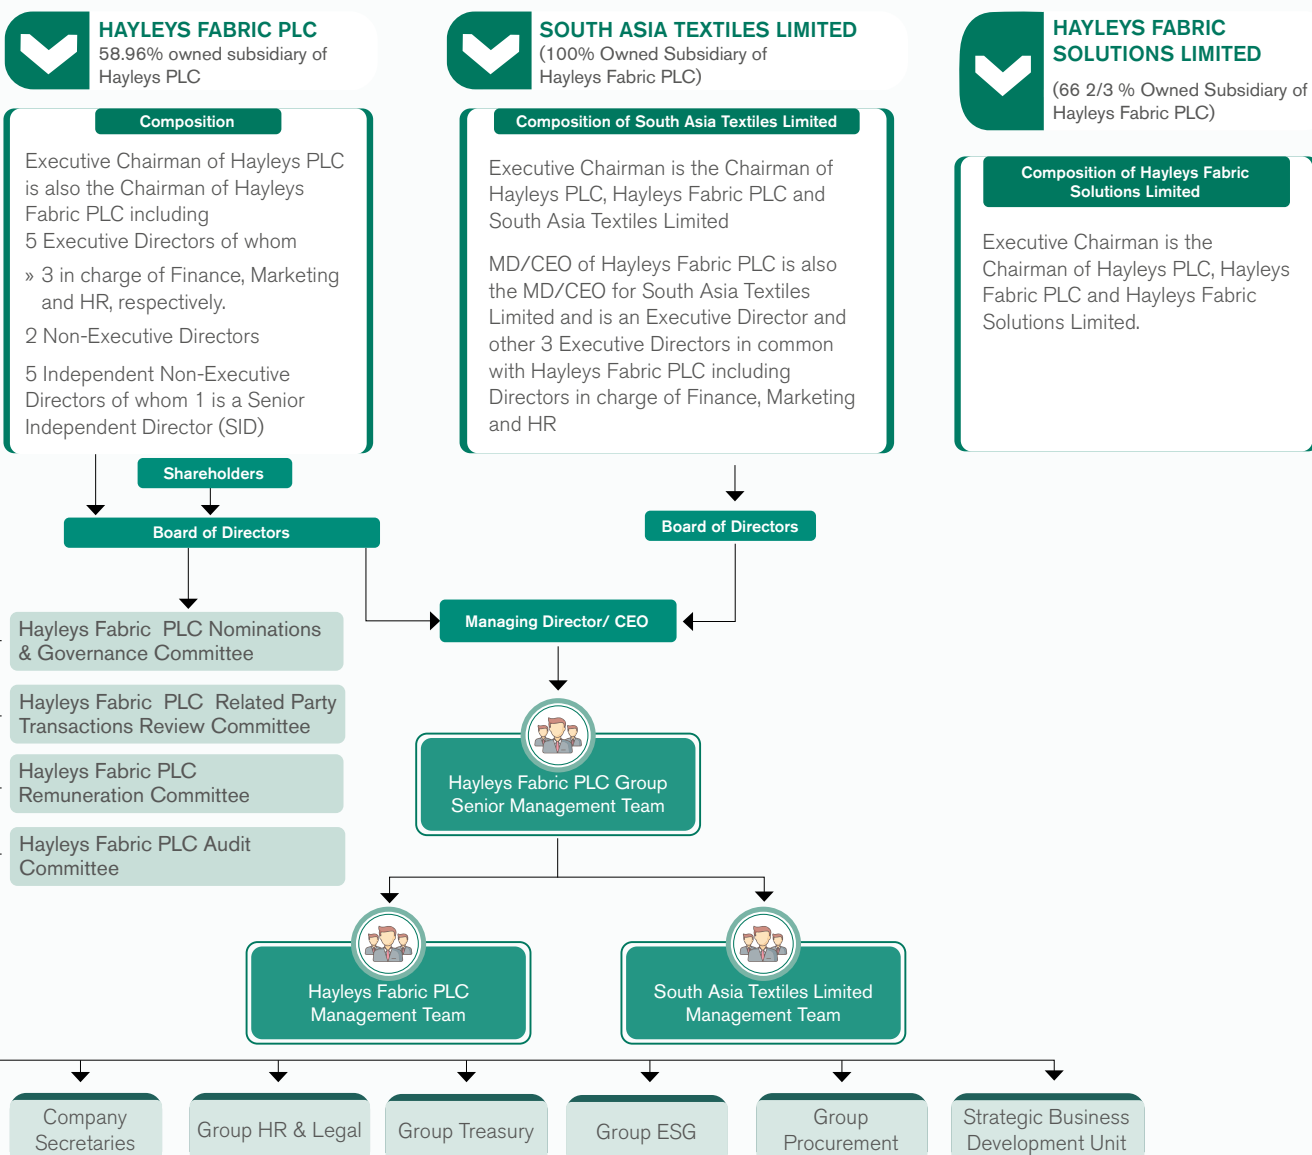 HAYLEYS FABRIC PLC
58.96% owned subsidiary of
Hayleys PLC
Composition
Executive Chairman of Hayleys PLC
is also the Chairman of Hayleys
Fabric PLC including
5 Executive Directors of whom
» 3 in charge of Finance, Marketing
and HR, respectively.
2 Non-Executive Directors
5 Independent Non-Executive
Directors of whom 1 is a Senior
Independent Director (SID)
SOUTH ASIA TEXTILES LIMITED
(100% Owned Subsidiary of
Hayleys Fabric PLC)
Composition of South Asia Textiles Limited
Executive Chairman is the Chairman of
Hayleys PLC, Hayleys Fabric PLC and
South Asia Textiles Limited
MD/CEO of Hayleys Fabric PLC is also
the MD/CEO for South Asia Textiles
Limited and is an Executive Director and
other 3 Executive Directors in common
with Hayleys Fabric PLC including
Directors in charge of Finance, Marketing
and HR
HAYLEYS FABRIC
SOLUTIONS LIMITED
(66 2/3 % Owned Subsidiary of
Hayleys Fabric PLC)
Composition of Hayleys Fabric
Solutions Limited
Executive Chairman is the
Chairman of Hayleys PLC, Hayleys
Fabric PLC and Hayleys Fabric
Solutions Limited.
Shareholders
Board of Directors
Board of Directors
Managing Director/ CEO
Hayleys Fabric PLC Nominations
& Governance Committee
Hayleys Fabric PLC Related Party
Transactions Review Committee
Hayleys Fabric PLC
Remuneration Committee
Hayleys Fabric PLC Audit
Committee
Hayleys Fabric PLC Group
Senior Management Team
Hayleys Fabric PLC
Management Team
South Asia Textiles Limited
Management Team
Company
Secretaries
Group HR & Legal
Group Treasury
Group ESG
Group
Procurement
Strategic Business
Development Unit